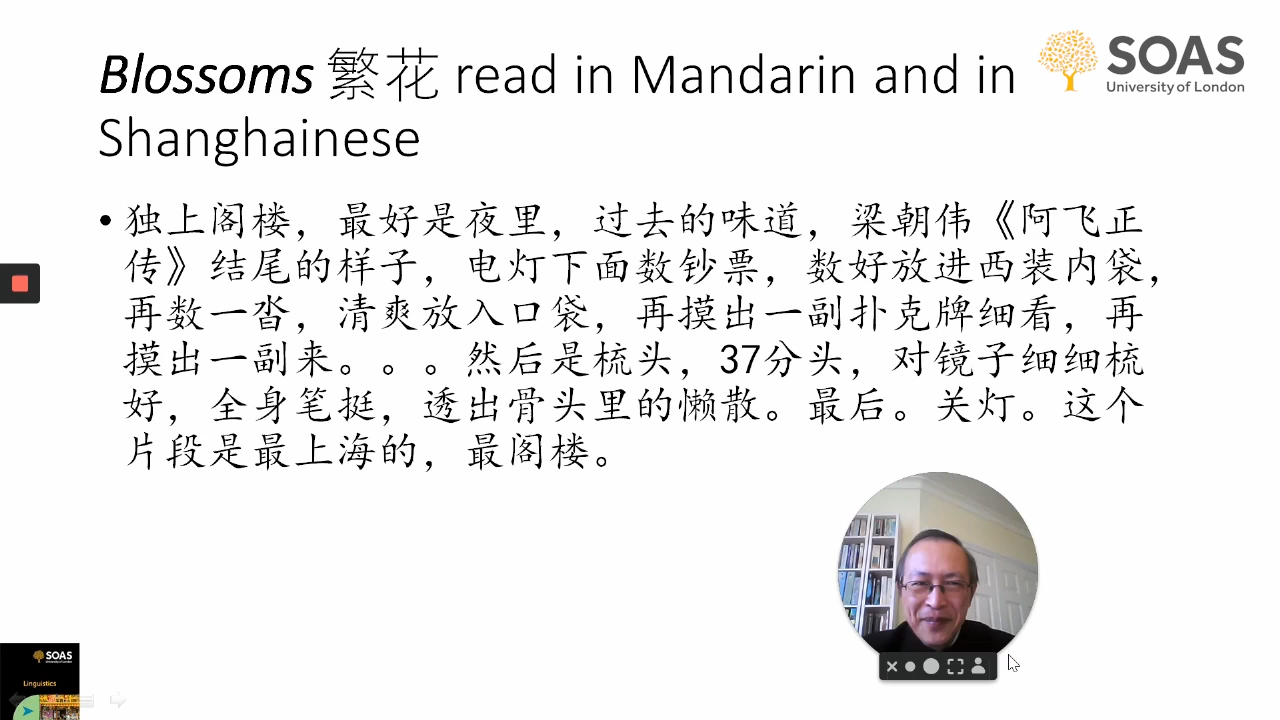 Blossoms 繁花 read in Mandarin and in
Shanghainese
SOAS
University of London
• 独上阁楼，最好是夜里，过去的味道，梁朝伟《阿飞正
传》结尾的样子，电灯下面数钞票，数好放进西装内袋，
再数一沓，清爽放入口袋，再摸出一副扑克牌细看，再
摸出一副来。。。然后是梳头，37分头，对镜子细细梳
好，全身笔挺，透出骨头里的懒散。最后。关灯。这个
片段是最上海的，最阁楼。
SOAS
Linguistics